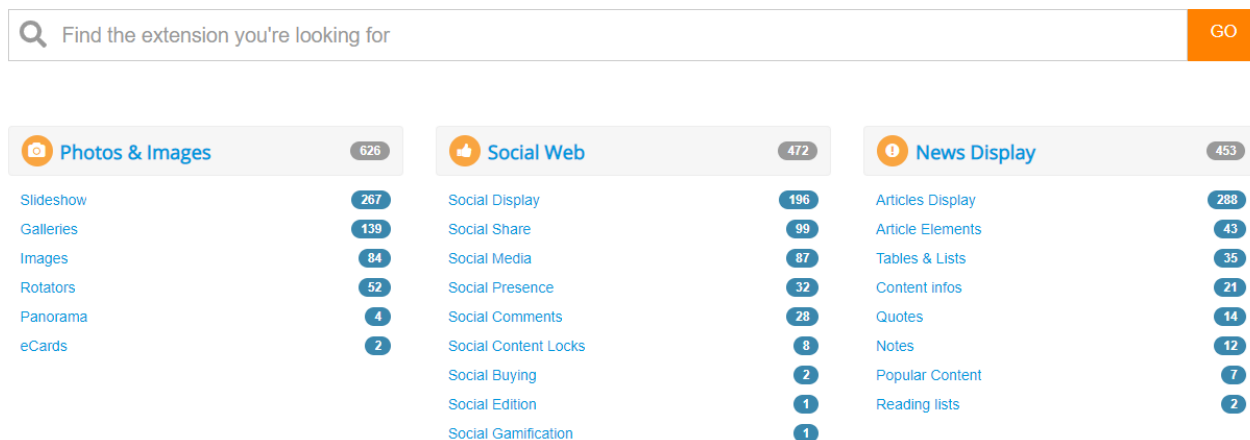 Find the extension you're looking for GO
Photos & Images 626
Slideshow 267
Galleries 139
Images 84
Rotators 52
Panorama 4
eCards 2
Social Web 472
Social Display 196
Social Share 99
Social Media 87
Social Presence 32
Social Comments 28
Social Content Locks 8
Social Buying 2
Social Edition 1
Social Gamification 1
News Display 453
Articles Display 288
Article Elements 43
Tables & Lists 35
Content infos 21
Quotes 14
Notes 12
Popular Content 7
Reading lists 2